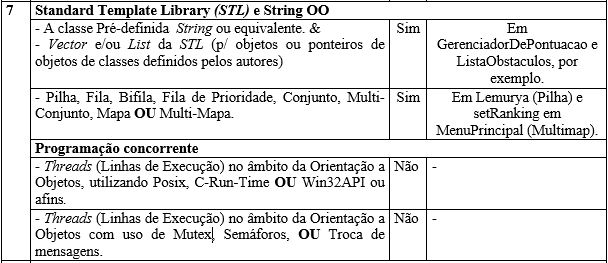 7
Standard Template Library (STL) e String OO
- A classe Pré-definida String ou equivalente. &
- Vector e/ou List da STL (p/ objetos ou ponteiros de
objetos de classes definidos pelos autores)
Sim
Em
GerenciadorDePontuacao e
ListaObstaculos, por
exemplo.
- Pilha, Fila, Bifila, Fila de Prioridade, Conjunto, Multi-
Conjunto, Mapa OU Multi-Mapa.
Sim
Em Lemurya (Pilha) e
setRanking em
MenuPrincipal (Multimap).
Programação concorrente
- Threads (Linhas de Execução) no âmbito da Orientação a
Objetos, utilizando Posix, C-Run-Time OU Win32API ou
afins.
Não
-
- Threads (Linhas de Execução) no âmbito da Orientação a
Objetos com uso de Mutex, Semáforos, OU Troca de
mensagens.
Não
-